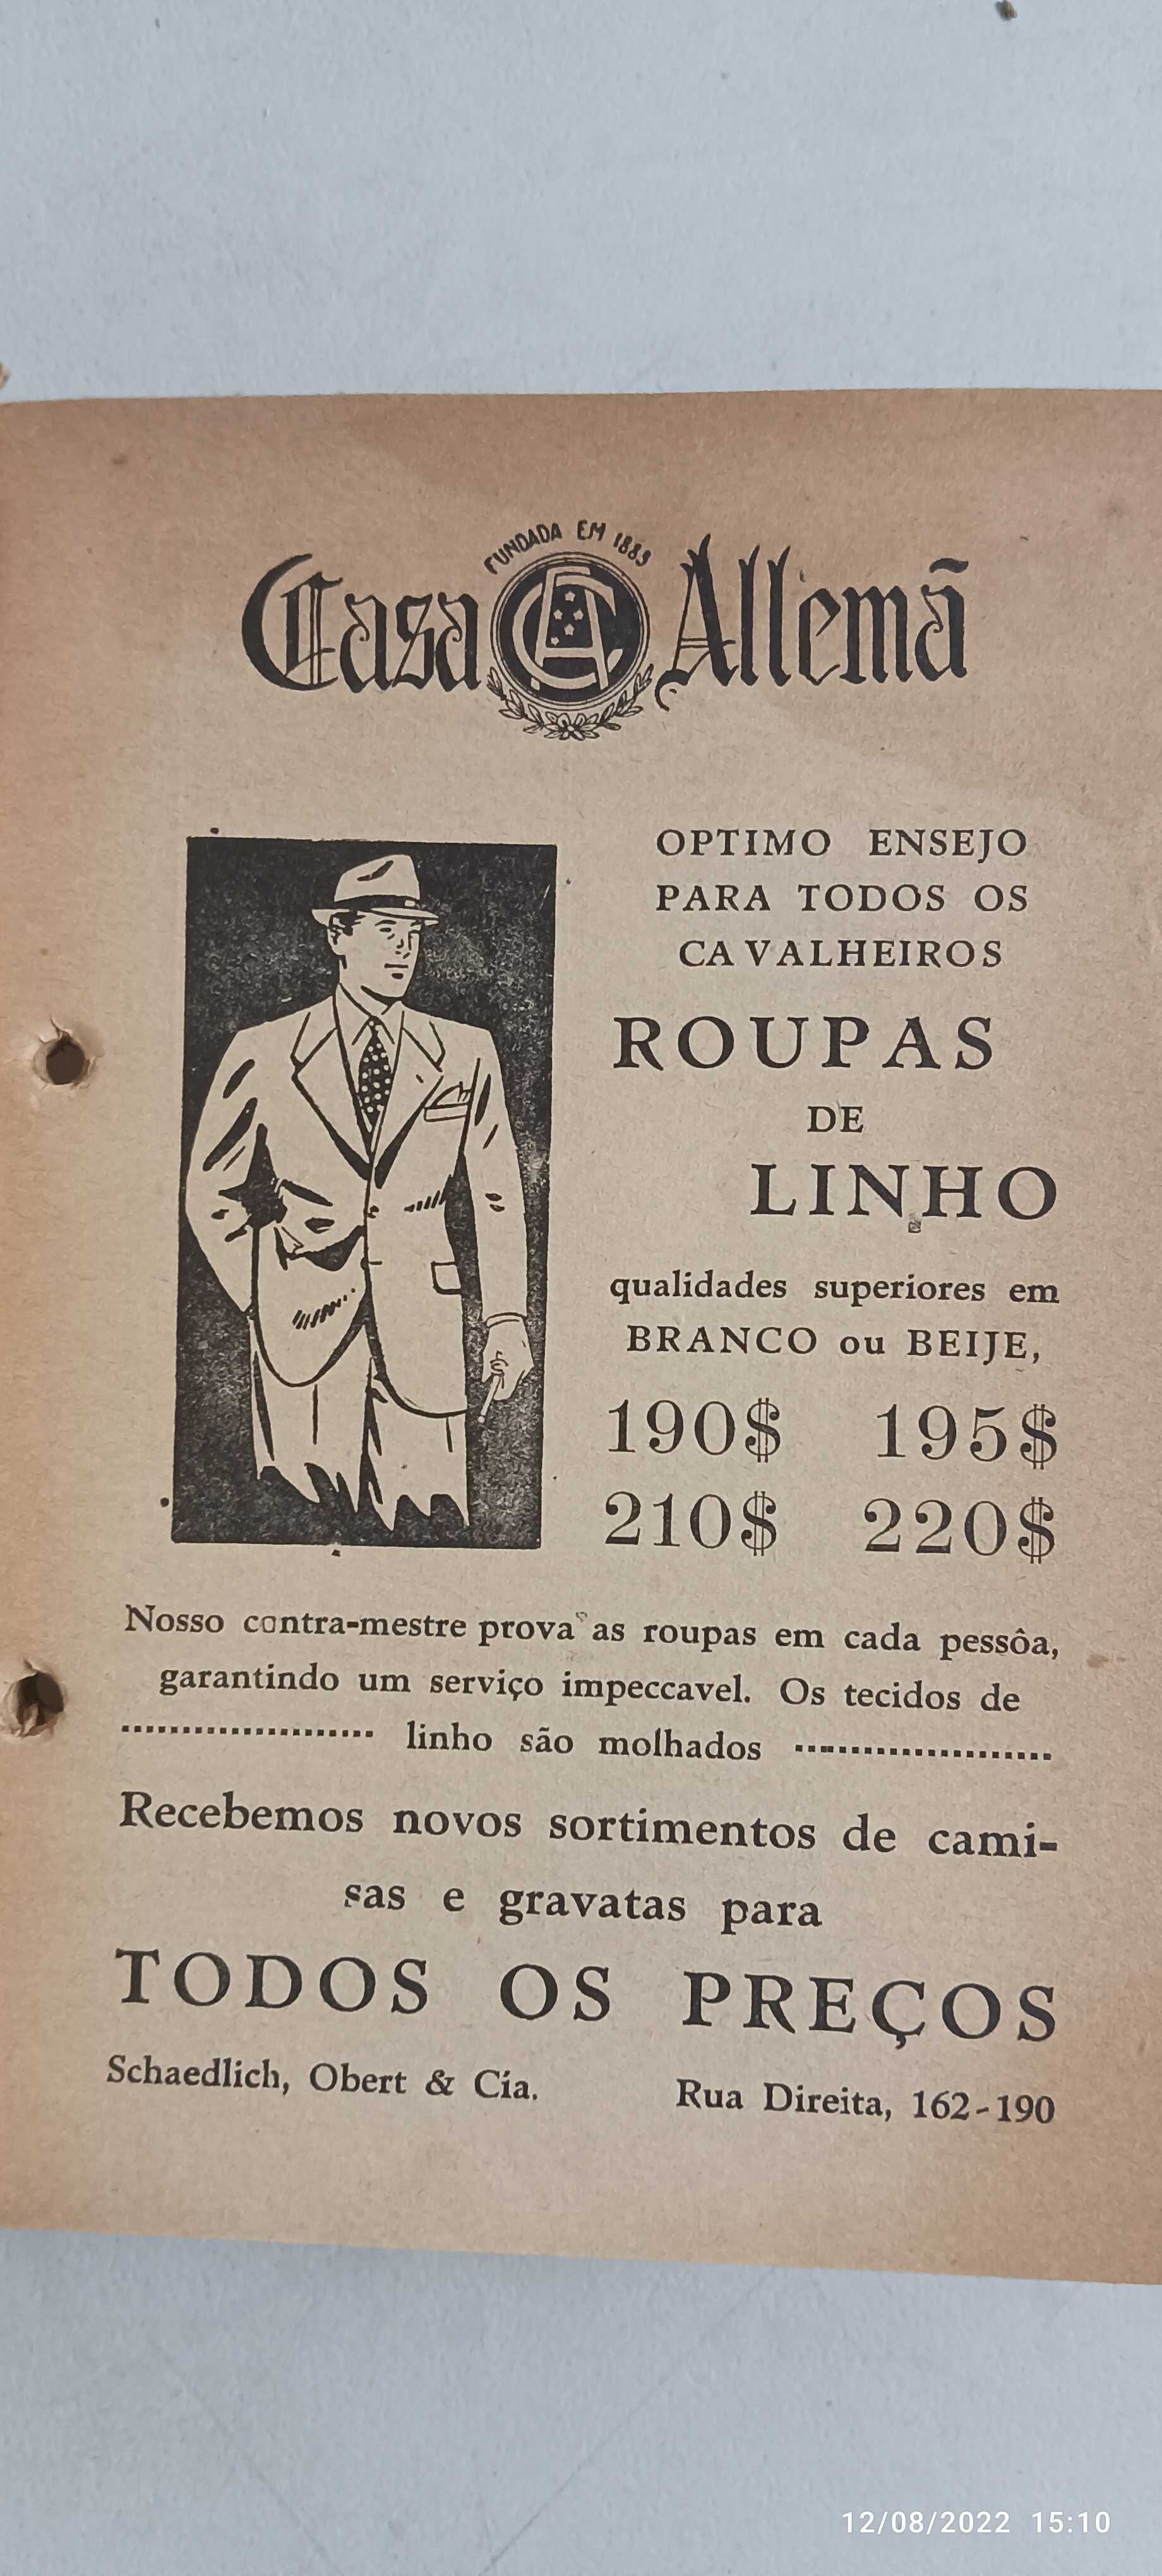 FUNDADA EM 1883
Casa CA Allemã
OPTIMO ENSEJO
PARA TODOS OS
CAVALHEIROS
ROUPAS
DE
LINHO
qualidades superiores em
BRANCO ou BEIJE,
190$ 195$
210$ 220$
Nosso contra-mestre prova as roupas em cada pessôa,
garantindo um serviço impeccavel. Os tecidos de
linho são molhados
Recebemos novos sortimentos de cami-
sas e gravatas para
TODOS OS PREÇOS
Schaedlich, Obert & Cia. Rua Direita, 162-190
12/08/2022 15:10